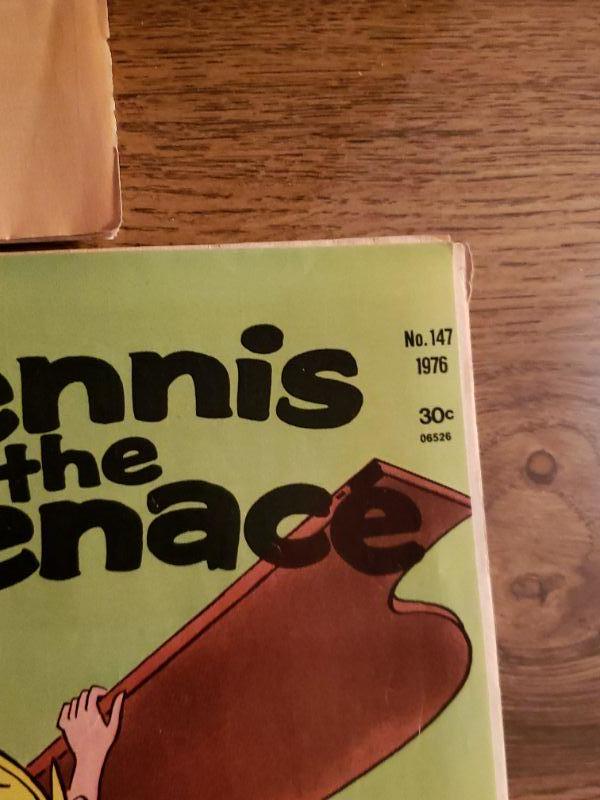 ennis
the
enace
No. 147
1976
30c
06526